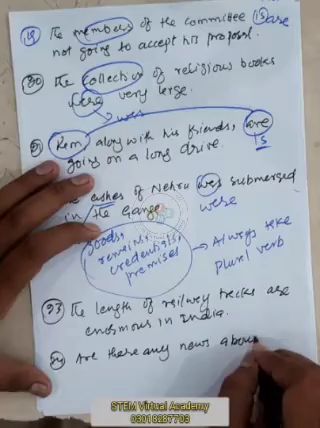 19 The members of the committee is are
not going to accept his proposal.
30 The collection of religious books
were very large.
was
31 Ram along with his friends, are
going on a long drive. is
The ashes of Nehru was submerged
in the Ganga were
goods,
remains,
credentials,
premises
→ Always take
plural verb
33 The length of railway tracks are
enormous in India.
34 Are there any news about
STEM Virtual Academy
03018287703